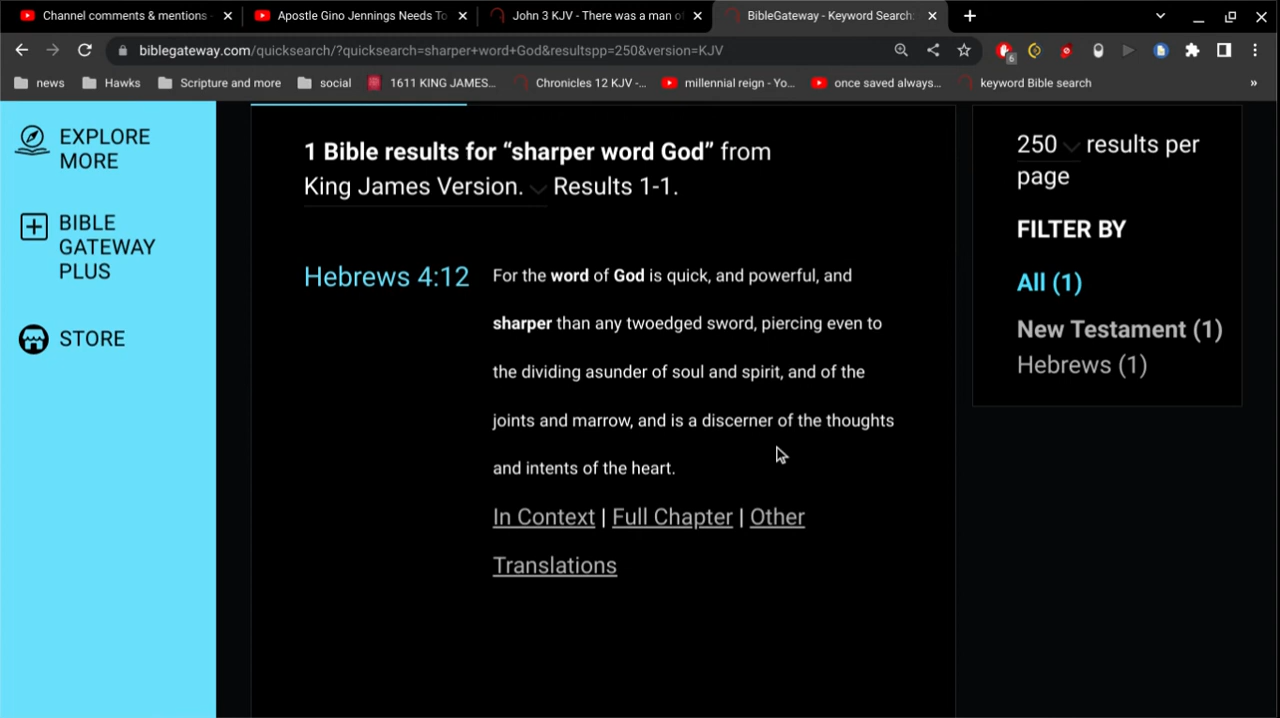 Channel comments & mentions -
Apostle Gino Jennings Needs To
John 3 KJV - There was a man of
BibleGateway - Keyword Search:
biblegateway.com/quicksearch/?quicksearch=sharper+word+God&resultspp=250&version=KJV
6
news
Hawks
Scripture and more
social
1611 KING JAMES...
Chronicles 12 KJV -...
millennial reign - Yo...
once saved always...
keyword Bible search
»
EXPLORE
MORE
BIBLE
GATEWAY
PLUS
STORE
1 Bible results for “sharper word God” from
King James Version. Results 1-1.
Hebrews 4:12
For the word of God is quick, and powerful, and
sharper than any twoedged sword, piercing even to
the dividing asunder of soul and spirit, and of the
joints and marrow, and is a discerner of the thoughts
and intents of the heart.
In Context | Full Chapter | Other
Translations
250 results per
page
FILTER BY
All (1)
New Testament (1)
Hebrews (1)